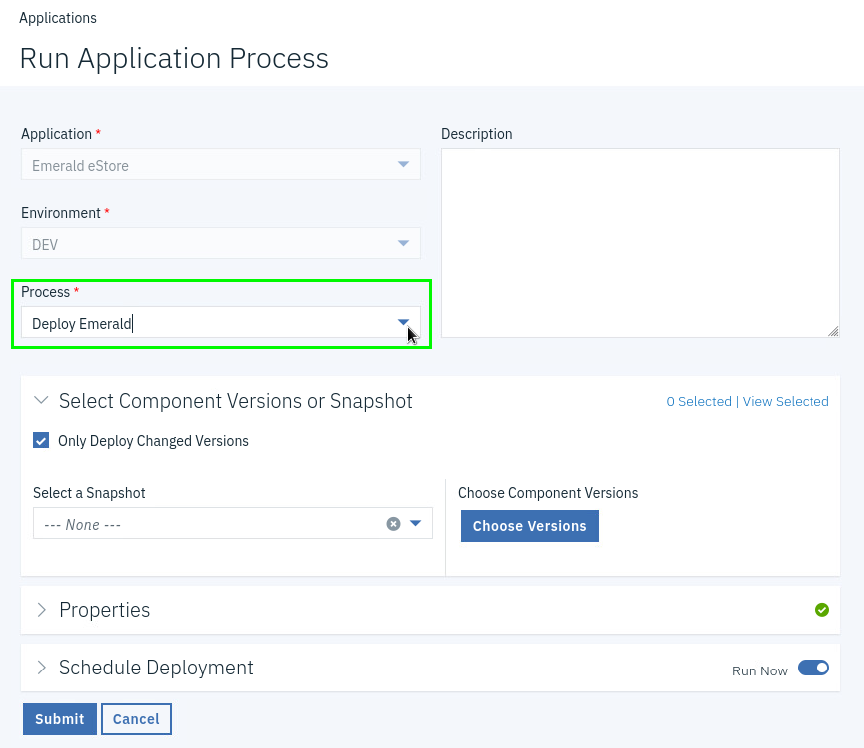 Applications
Run Application Process
Application *
Description
Emerald eStore
Environment *
DEV
Process *
Deploy Emerald
Select Component Versions or Snapshot
0 Selected | View Selected
Only Deploy Changed Versions
Select a Snapshot
Choose Component Versions
--- None ---
Choose Versions
Properties
Schedule Deployment
Run Now
Submit
Cancel